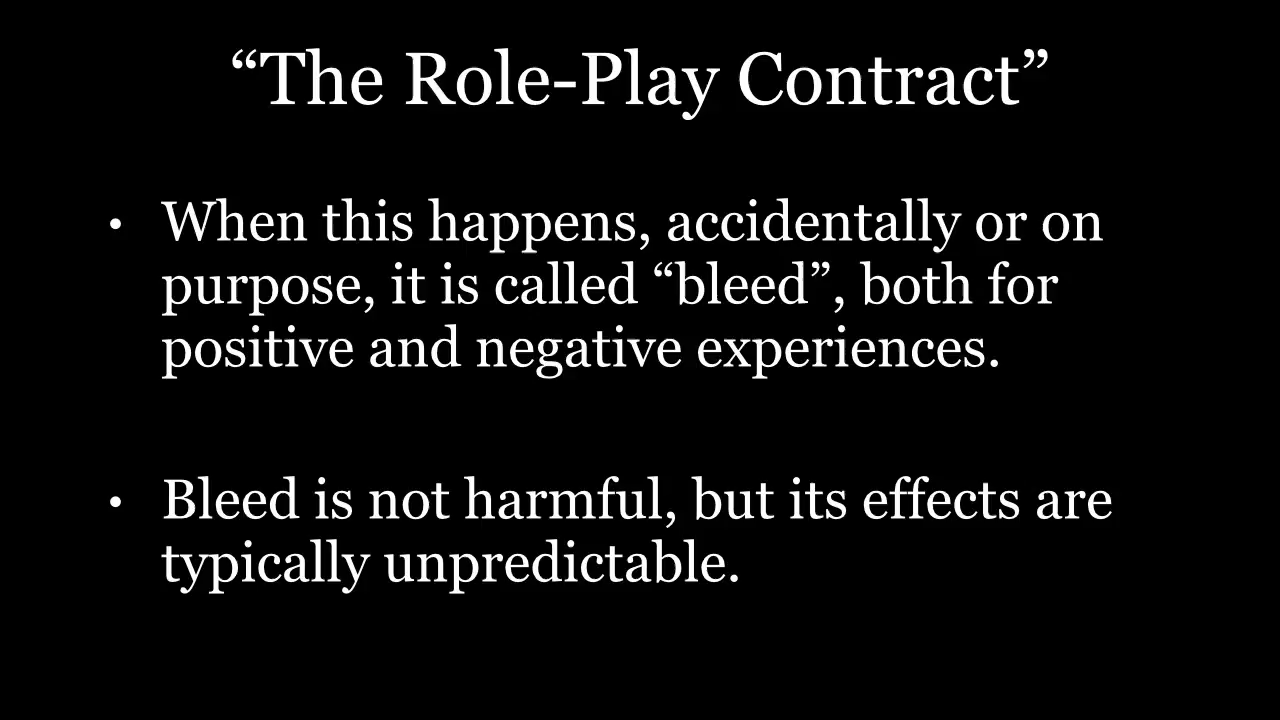 “The Role-Play Contract”
• When this happens, accidentally or on
purpose, it is called “bleed”, both for
positive and negative experiences.
• Bleed is not harmful, but its effects are
typically unpredictable.